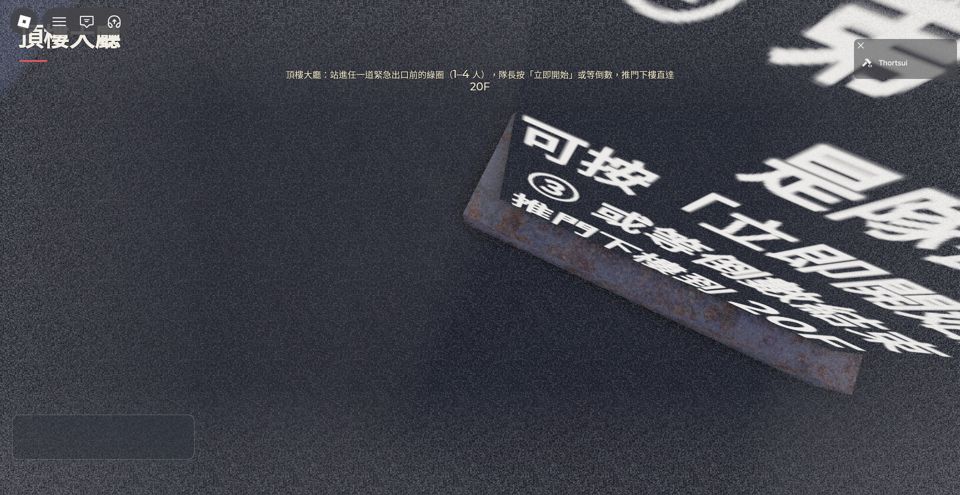 頂樓大廳
頂樓大廳：站進任一道緊急出口前的綠圈（1–4 人），隊長按「立即開始」或等倒數，推門下樓直達
20F
Thortsui
是隊
可按「立即開始
③ 或等倒數結束
推門下樓到 20F